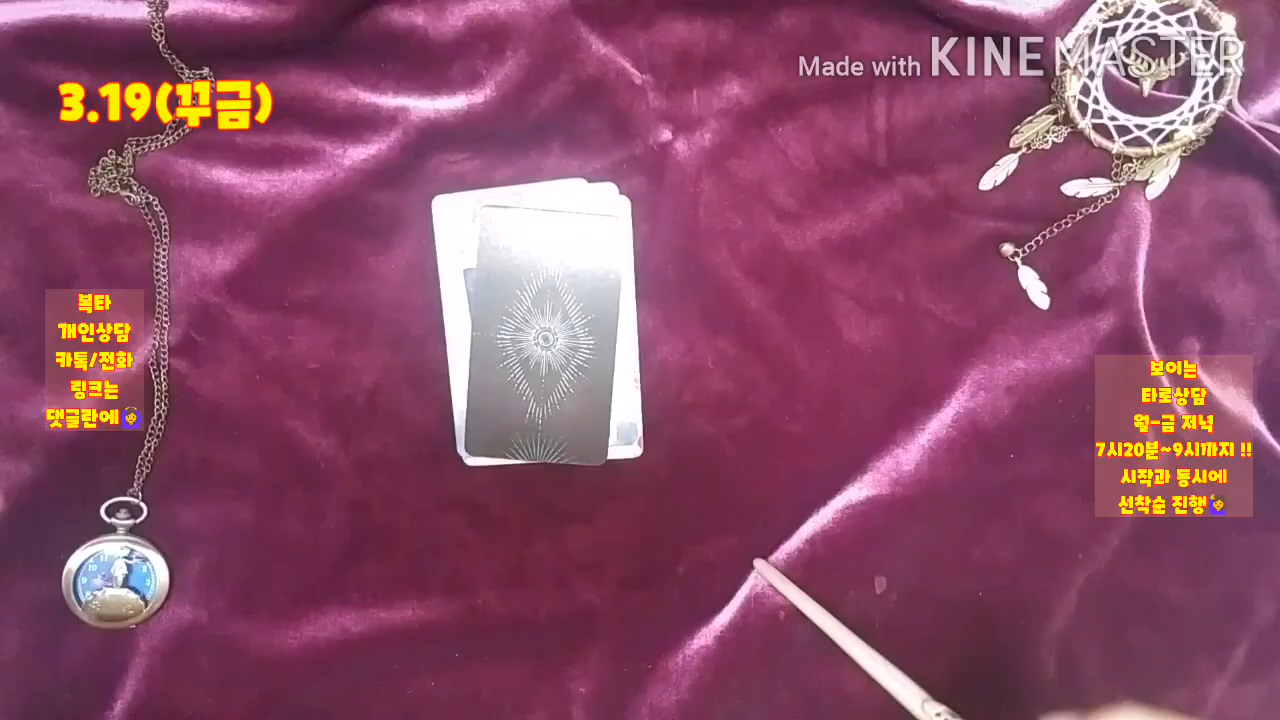 Made with KINEMASTER
3.19(꾸금)
복타
개인상담
카톡/전화
링크는
댓글란에🙆‍♀️
보이는
타로상담
월-금 저녁
7시20분~9시까지 !!
시작과 동시에
선착순 진행🙋‍♀️